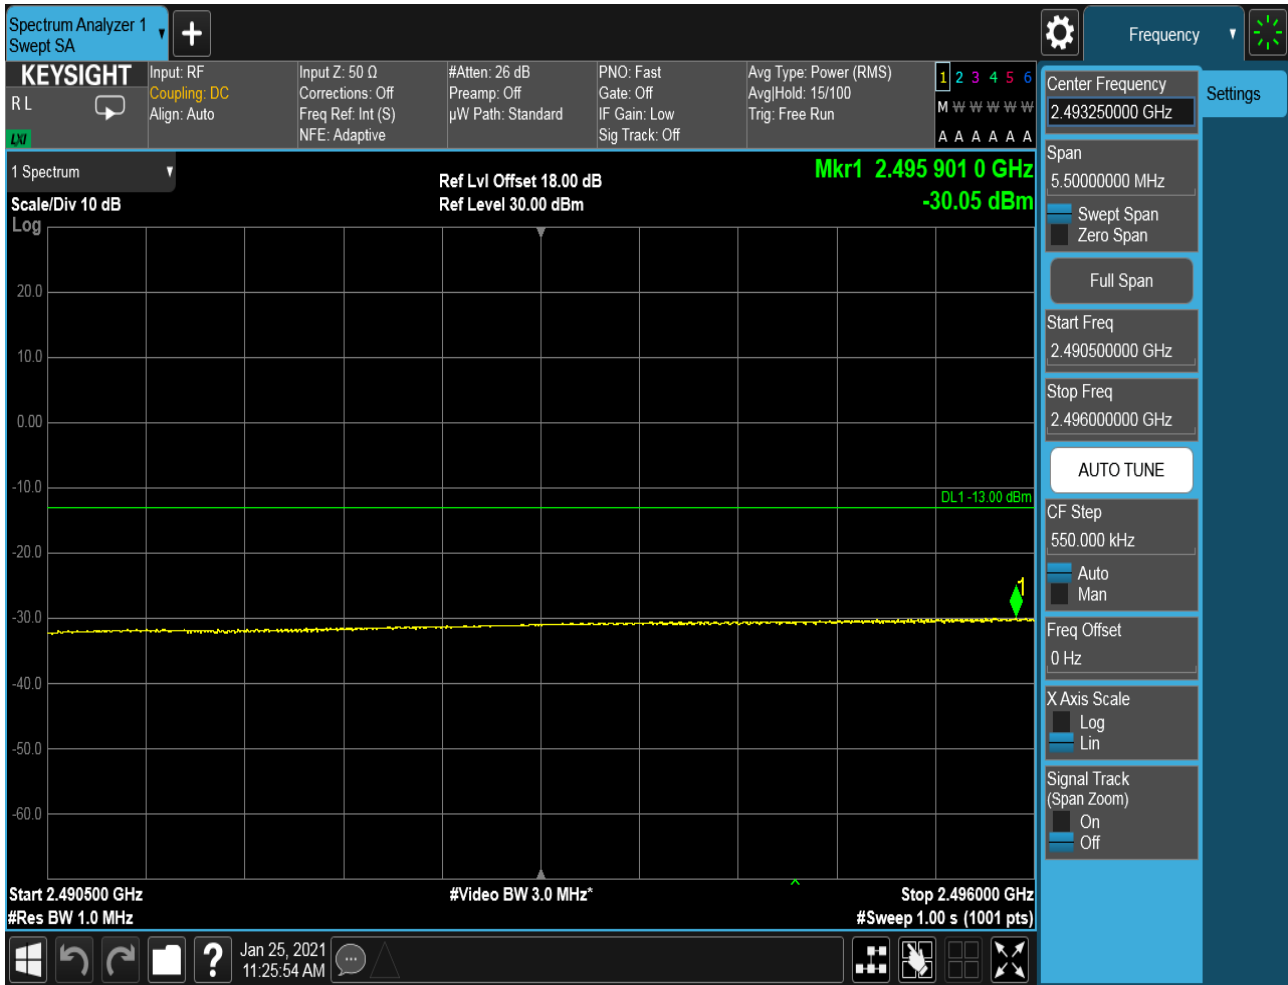 Spectrum Analyzer 1
Swept SA
Frequency
KEYSIGHT
R L
LXI
Input: RF
Coupling: DC
Align: Auto
Input Z: 50 Ω
Corrections: Off
Freq Ref: Int (S)
NFE: Adaptive
#Atten: 26 dB
Preamp: Off
µW Path: Standard
PNO: Fast
Gate: Off
IF Gain: Low
Sig Track: Off
Avg Type: Power (RMS)
Avg|Hold: 15/100
Trig: Free Run
1 2 3 4 5 6
M W W W W W
A A A A A A
1 Spectrum
Scale/Div 10 dB
Log
Ref Lvl Offset 18.00 dB
Ref Level 30.00 dBm
Mkr1 2.495 901 0 GHz
-30.05 dBm
20.0
10.0
0.00
-10.0
-20.0
-30.0
-40.0
-50.0
-60.0
DL1 -13.00 dBm
1
Start 2.490500 GHz
#Res BW 1.0 MHz
#Video BW 3.0 MHz*
Stop 2.496000 GHz
#Sweep 1.00 s (1001 pts)
Center Frequency
2.493250000 GHz
Settings
Span
5.50000000 MHz
Swept Span
Zero Span
Full Span
Start Freq
2.490500000 GHz
Stop Freq
2.496000000 GHz
AUTO TUNE
CF Step
550.000 kHz
Auto
Man
Freq Offset
0 Hz
X Axis Scale
Log
Lin
Signal Track
(Span Zoom)
On
Off
?
Jan 25, 2021
11:25:54 AM